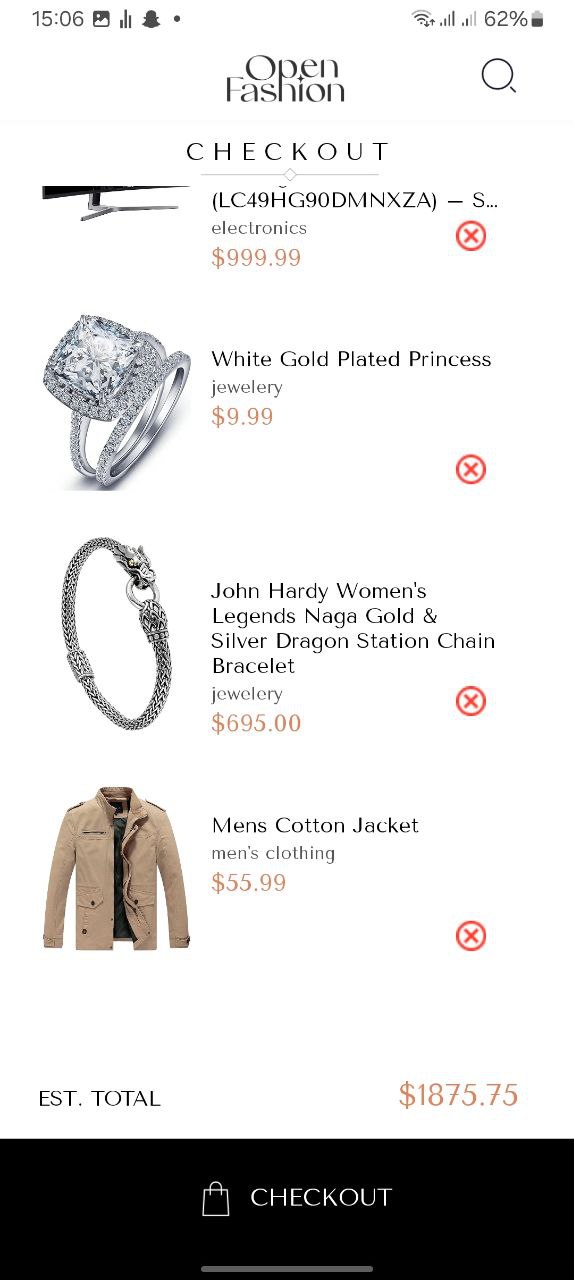 15:06
62%
Open
Fashion
CHECKOUT
(LC49HG90DMNXZA) – S...
electronics
$999.99
White Gold Plated Princess
jewelery
$9.99
John Hardy Women's
Legends Naga Gold &
Silver Dragon Station Chain
Bracelet
jewelery
$695.00
Mens Cotton Jacket
men's clothing
$55.99
EST. TOTAL
$1875.75
CHECKOUT